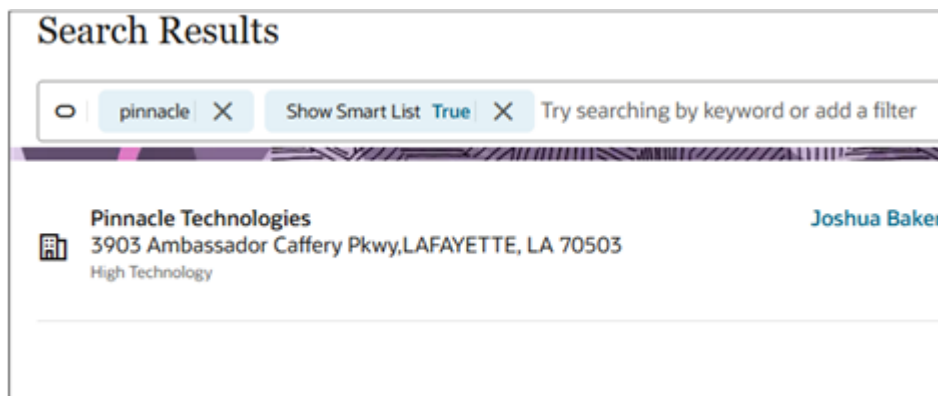 Search Results
pinnacle Show Smart List True Try searching by keyword or add a filter
Pinnacle Technologies Joshua Baker
3903 Ambassador Caffery Pkwy,LAFAYETTE, LA 70503
High Technology